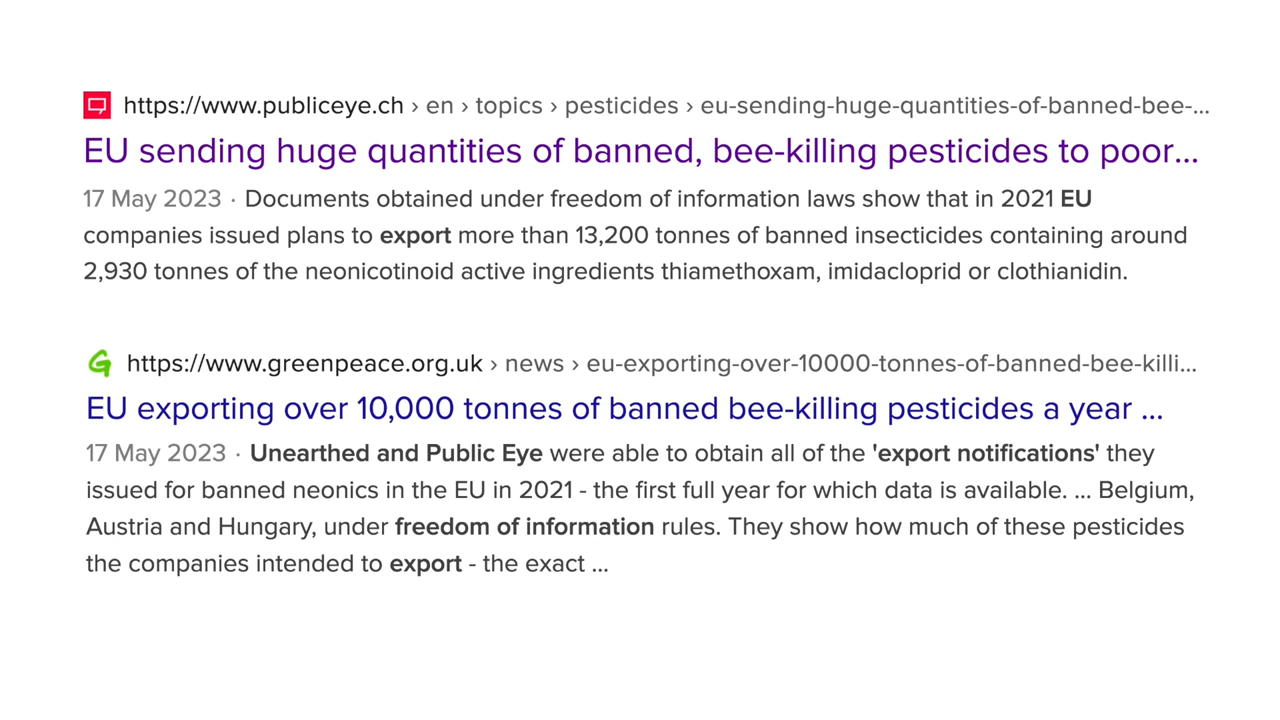 https://www.publiceye.ch › en › topics › pesticides › eu-sending-huge-quantities-of-banned-bee-...
EU sending huge quantities of banned, bee-killing pesticides to poor...
17 May 2023 · Documents obtained under freedom of information laws show that in 2021 EU
companies issued plans to export more than 13,200 tonnes of banned insecticides containing around
2,930 tonnes of the neonicotinoid active ingredients thiamethoxam, imidacloprid or clothianidin.
https://www.greenpeace.org.uk › news › eu-exporting-over-10000-tonnes-of-banned-bee-killi...
EU exporting over 10,000 tonnes of banned bee-killing pesticides a year ...
17 May 2023 · Unearthed and Public Eye were able to obtain all of the 'export notifications' they
issued for banned neonics in the EU in 2021 - the first full year for which data is available. ... Belgium,
Austria and Hungary, under freedom of information rules. They show how much of these pesticides
the companies intended to export - the exact ...